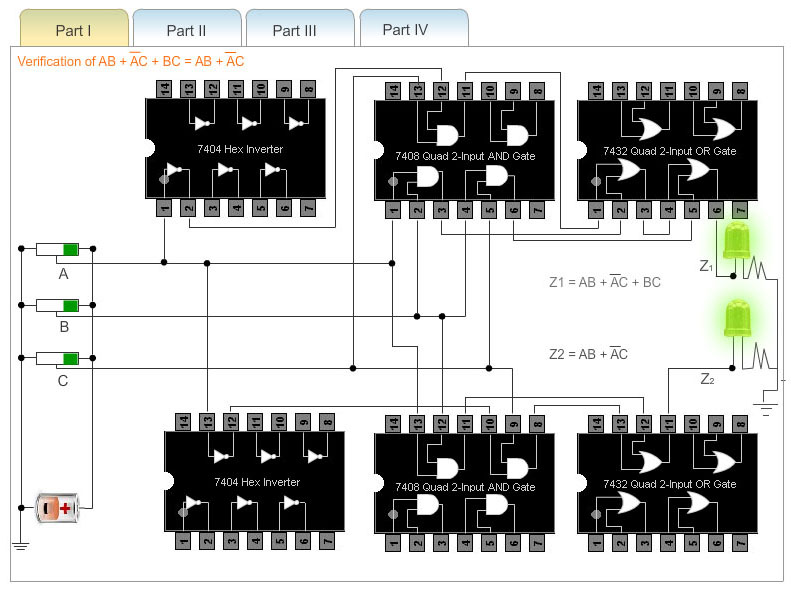 Part I Part II Part III Part IV
Verification of AB + A̅C + BC = AB + A̅C
14 13 12 11 10 9 8
14 13 12 11 10 9 8
14 13 12 11 10 9 8
7404 Hex Inverter
7408 Quad 2-Input AND Gate
7432 Quad 2-Input OR Gate
1 2 3 4 5 6 7
1 2 3 4 5 6 7
1 2 3 4 5 6 7
A
B
C
Z1
Z1 = AB + A̅C + BC
Z2 = AB + A̅C
Z2
14 13 12 11 10 9 8
14 13 12 11 10 9 8
14 13 12 11 10 9 8
7404 Hex Inverter
7408 Quad 2-Input AND Gate
7432 Quad 2-Input OR Gate
1 2 3 4 5 6 7
1 2 3 4 5 6 7
1 2 3 4 5 6 7